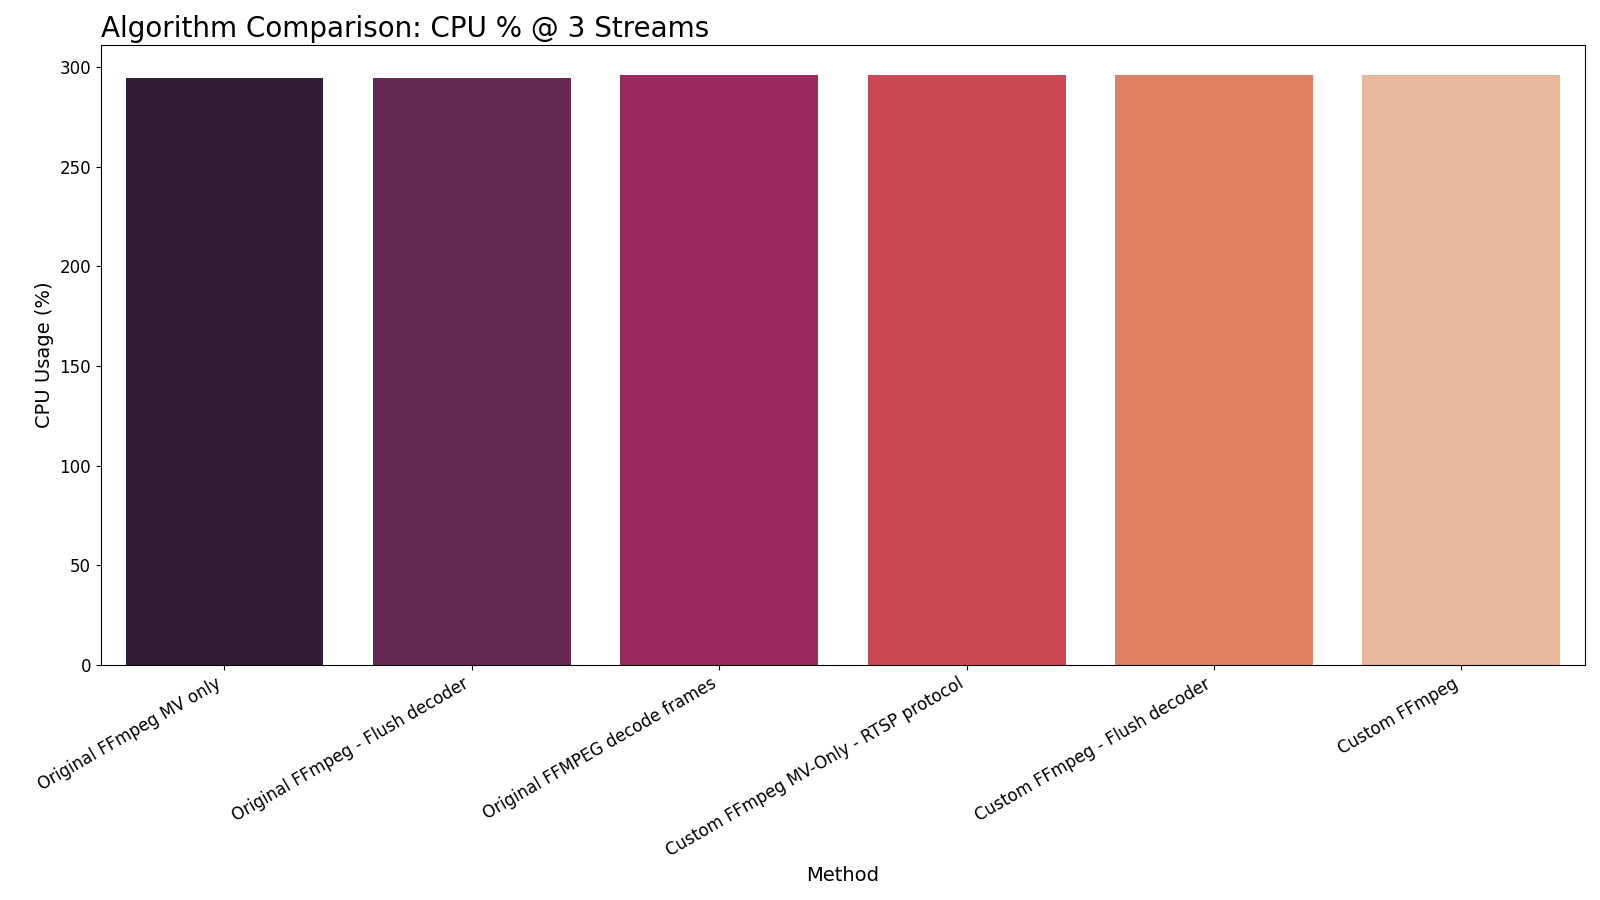 Algorithm Comparison: CPU % @ 3 Streams
300
250
200
150
100
50
0
CPU Usage (%)
Original FFmpeg MV only
Original FFmpeg - Flush decoder
Original FFMPEG decode frames
Custom FFmpeg MV-Only - RTSP protocol
Custom FFmpeg - Flush decoder
Custom FFmpeg
Method